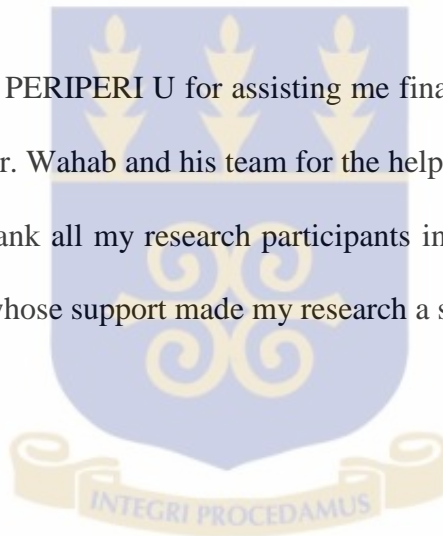 PERIPERI U for assisting me fina
r. Wahab and his team for the help
ank all my research participants in
whose support made my research a s
INTEGRI PROCEDAMUS